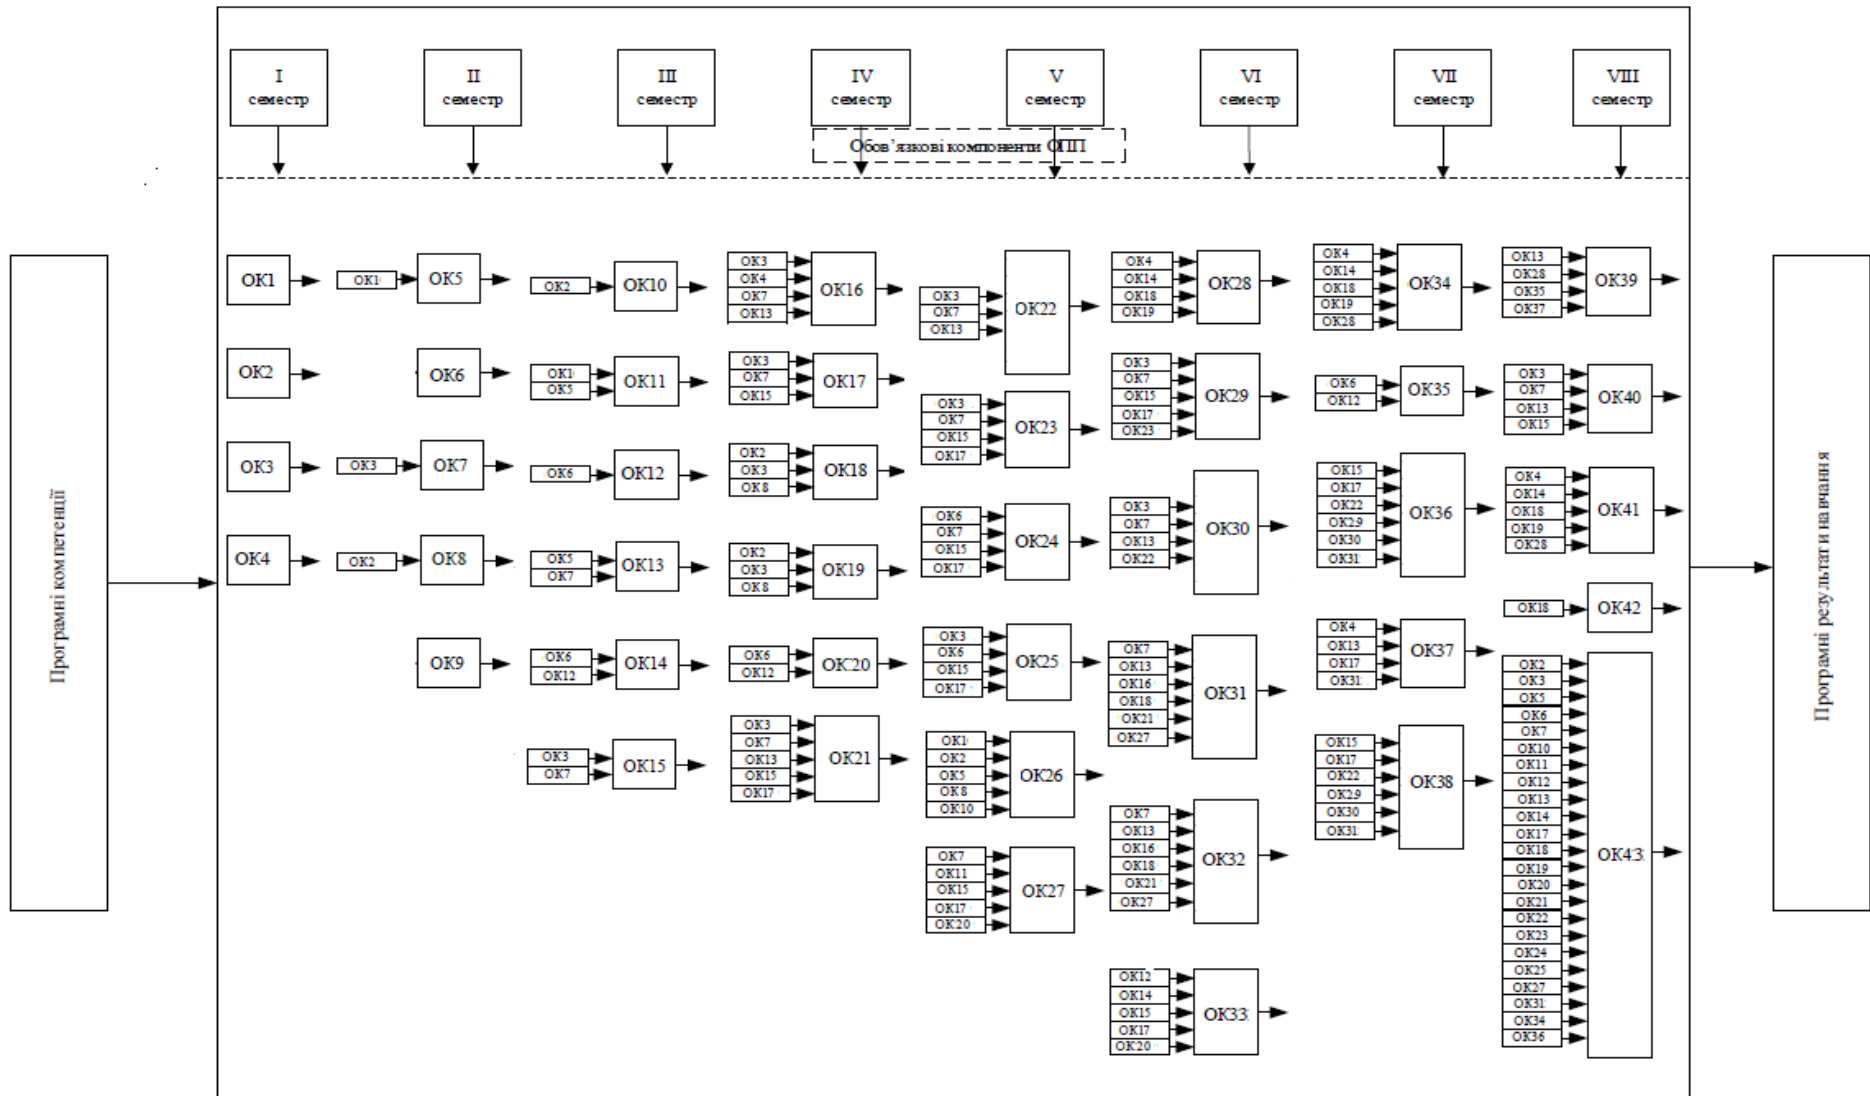 I
семестр
II
семестр
III
семестр
IV
семестр
V
семестр
VI
семестр
VII
семестр
VIII
семестр
Обов’язкові компоненти ОПП
Програмні компетенції
ОК1
ОК2
ОК3
ОК4
ОК1
ОК5
ОК6
ОК3
ОК7
ОК2
ОК8
ОК9
ОК2
ОК10
ОК1
ОК5
ОК11
ОК6
ОК12
ОК5
ОК7
ОК13
ОК6
ОК12
ОК14
ОК3
ОК7
ОК15
ОК3
ОК4
ОК7
ОК13
ОК16
ОК3
ОК7
ОК15
ОК17
ОК2
ОК3
ОК8
ОК18
ОК2
ОК3
ОК8
ОК19
ОК6
ОК12
ОК20
ОК3
ОК7
ОК13
ОК15
ОК17
ОК21
ОК3
ОК7
ОК13
ОК22
ОК3
ОК7
ОК15
ОК17
ОК23
ОК6
ОК7
ОК15
ОК17
ОК24
ОК3
ОК6
ОК15
ОК17
ОК25
ОК1
ОК2
ОК5
ОК8
ОК10
ОК26
ОК7
ОК11
ОК15
ОК17
ОК20
ОК27
ОК4
ОК14
ОК18
ОК19
ОК28
ОК3
ОК7
ОК15
ОК17
ОК23
ОК29
ОК3
ОК7
ОК13
ОК22
ОК30
ОК7
ОК13
ОК16
ОК18
ОК21
ОК27
ОК31
ОК7
ОК13
ОК16
ОК18
ОК21
ОК27
ОК32
ОК12
ОК14
ОК15
ОК17
ОК20
ОК33
ОК4
ОК14
ОК18
ОК19
ОК28
ОК34
ОК6
ОК12
ОК35
ОК15
ОК17
ОК22
ОК29
ОК30
ОК31
ОК36
ОК4
ОК13
ОК17
ОК31
ОК37
ОК15
ОК17
ОК22
ОК29
ОК30
ОК31
ОК38
ОК13
ОК28
ОК35
ОК37
ОК39
ОК3
ОК7
ОК13
ОК15
ОК40
ОК4
ОК14
ОК18
ОК19
ОК28
ОК41
ОК18
ОК42
ОК2
ОК3
ОК5
ОК6
ОК7
ОК10
ОК11
ОК12
ОК13
ОК14
ОК17
ОК18
ОК19
ОК20
ОК21
ОК22
ОК23
ОК24
ОК25
ОК27
ОК31
ОК34
ОК36
ОК43
Програмні результати навчання